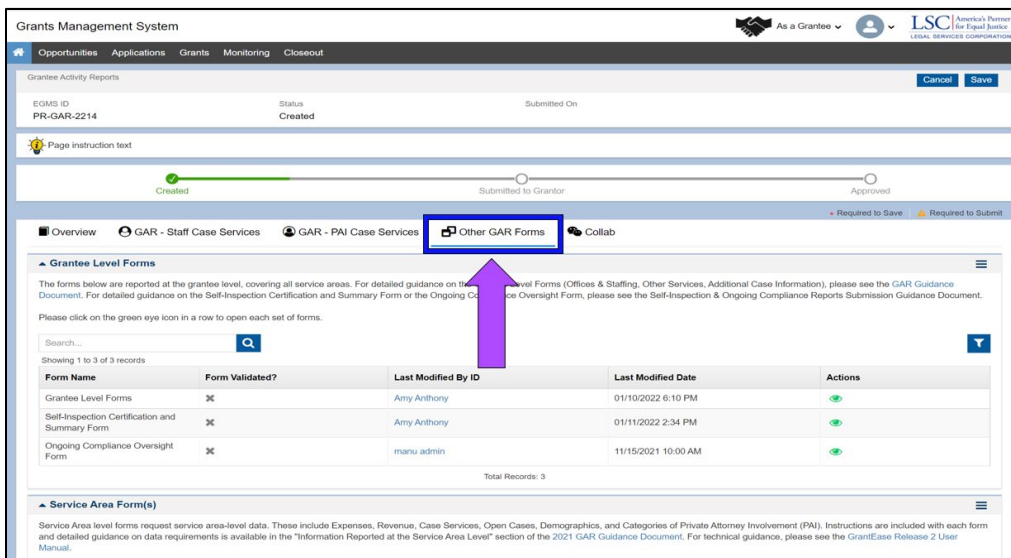 Grants Management System
As a Grantee
LSC America's Partner for Equal Justice
LEGAL SERVICES CORPORATION
Opportunities Applications Grants Monitoring Closeout
Grantee Activity Reports
Cancel Save
EGMS ID Status Submitted On
PR-GAR-2214 Created
Page instruction text
Created Submitted to Grantor Approved
Required to Save Required to Submit
Overview GAR - Staff Case Services GAR - PAI Case Services Other GAR Forms Collab
Grantee Level Forms
The forms below are reported at the grantee level, covering all service areas. For detailed guidance on the vel Forms (Offices & Staffing, Other Services, Additional Case Information), please see the GAR Guidance
Document. For detailed guidance on the Self-Inspection Certification and Summary Form or the Ongoing Co ce Oversight Form, please see the Self-Inspection & Ongoing Compliance Reports Submission Guidance Document.
Please click on the green eye icon in a row to open each set of forms.
Search...
Showing 1 to 3 of 3 records
Form Name Form Validated? Last Modified By ID Last Modified Date Actions
Grantee Level Forms Amy Anthony 01/10/2022 6:10 PM
Self-Inspection Certification and
Summary Form Amy Anthony 01/11/2022 2:34 PM
Ongoing Compliance Oversight
Form manu admin 11/15/2021 10:00 AM
Total Records: 3
Service Area Form(s)
Service Area level forms request service area-level data. These include Expenses, Revenue, Case Services, Open Cases, Demographics, and Categories of Private Attorney Involvement (PAI). Instructions are included with each form
and detailed guidance on data requirements is available in the "Information Reported at the Service Area Level" section of the 2021 GAR Guidance Document. For technical guidance, please see the GrantEase Release 2 User
Manual.